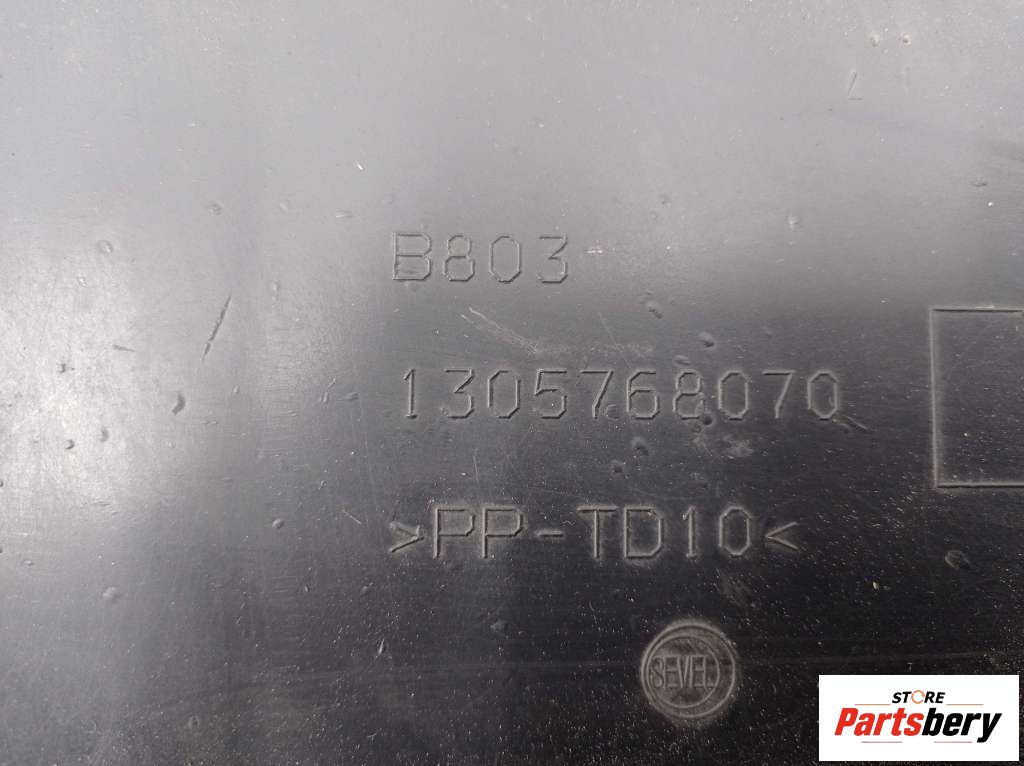 B803
1305768070
>PP-TD10<
SEVEL
STORE
Partsbery